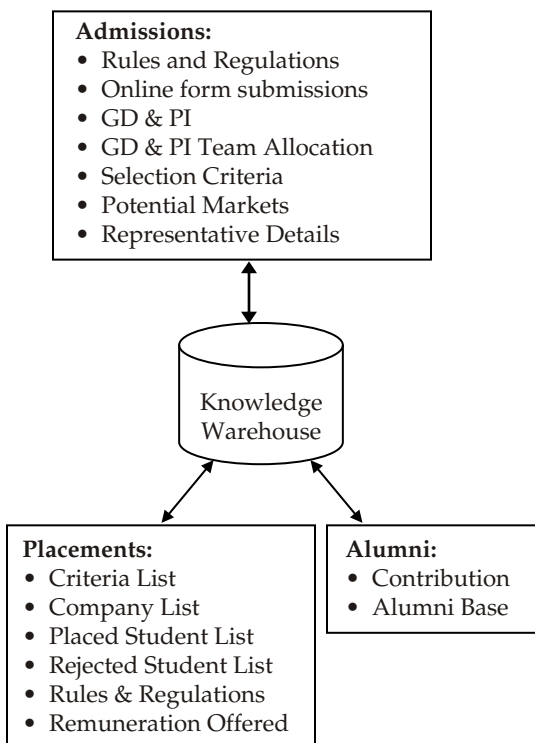 Admissions:
• Rules and Regulations
• Online form submissions
• GD & PI
• GD & PI Team Allocation
• Selection Criteria
• Potential Markets
• Representative Details
Knowledge
Warehouse
Placements:
• Criteria List
• Company List
• Placed Student List
• Rejected Student List
• Rules & Regulations
• Remuneration Offered
Alumni:
• Contribution
• Alumni Base